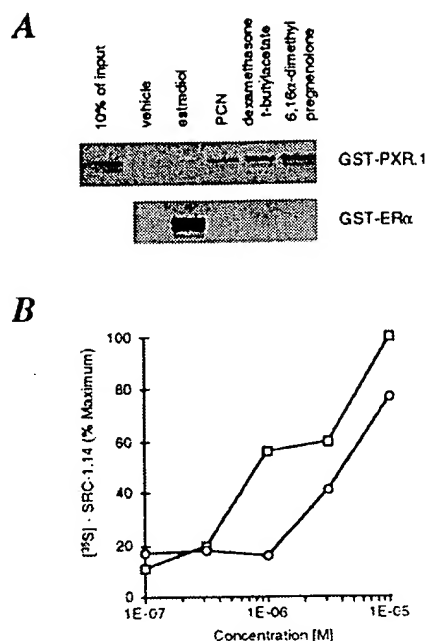 A
10% of input
vehicle
estradiol
PCN
dexamethasone
t-butylacetate
6,16α-dimethyl
pregnenolone
GST-PXR.1
GST-ERα
B
[³⁵S] - SRC-1.14 (% Maximum)
100
80
60
40
20
0
1E-07
1E-06
1E-05
Concentration [M]